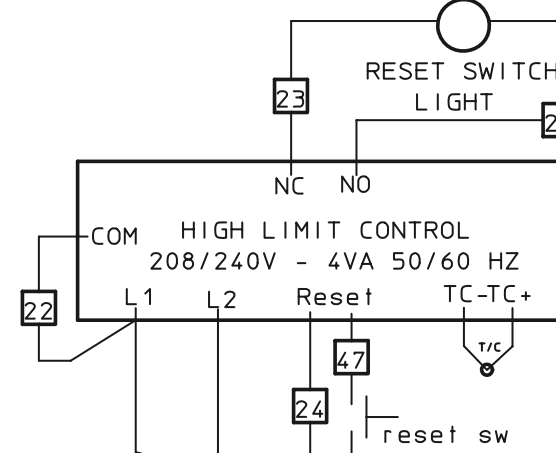 RESET SWITCH
23
LIGHT
2
NC NO
COM HIGH LIMIT CONTROL
208/240V - 4VA 50/60 HZ
22 L1 L2 Reset TC-TC+
T/C
47
24
reset sw